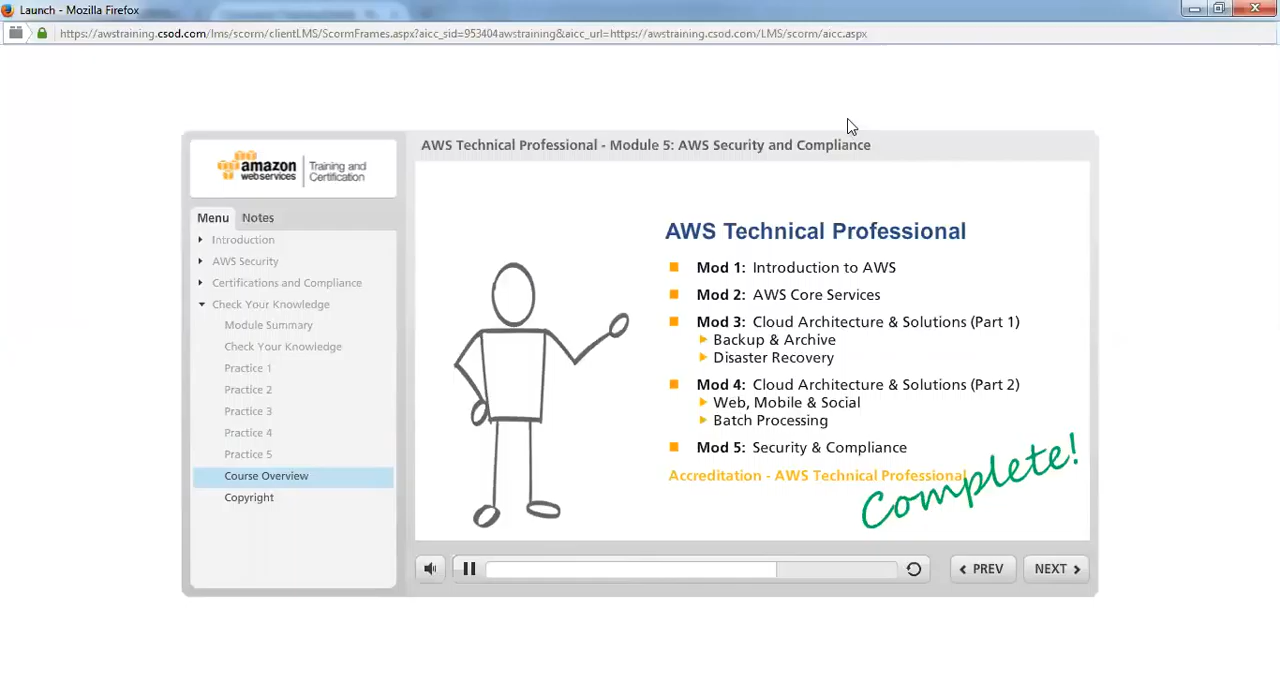 Launch - Mozilla Firefox
https://awstraining.csod.com/lms/scorm/clientLMS/ScormFrames.aspx?aicc_sid=953404awstraining&aicc_url=https://awstraining.csod.com/LMS/scorm/aicc.aspx
AWS Technical Professional - Module 5: AWS Security and Compliance
amazon
webservices
Training and
Certification
Menu Notes
Introduction
AWS Security
Certifications and Compliance
Check Your Knowledge
Module Summary
Check Your Knowledge
Practice 1
Practice 2
Practice 3
Practice 4
Practice 5
Course Overview
Copyright
AWS Technical Professional
Mod 1: Introduction to AWS
Mod 2: AWS Core Services
Mod 3: Cloud Architecture & Solutions (Part 1)
Backup & Archive
Disaster Recovery
Mod 4: Cloud Architecture & Solutions (Part 2)
Web, Mobile & Social
Batch Processing
Mod 5: Security & Compliance
Accreditation - AWS Technical Professional
Complete!
PREV NEXT